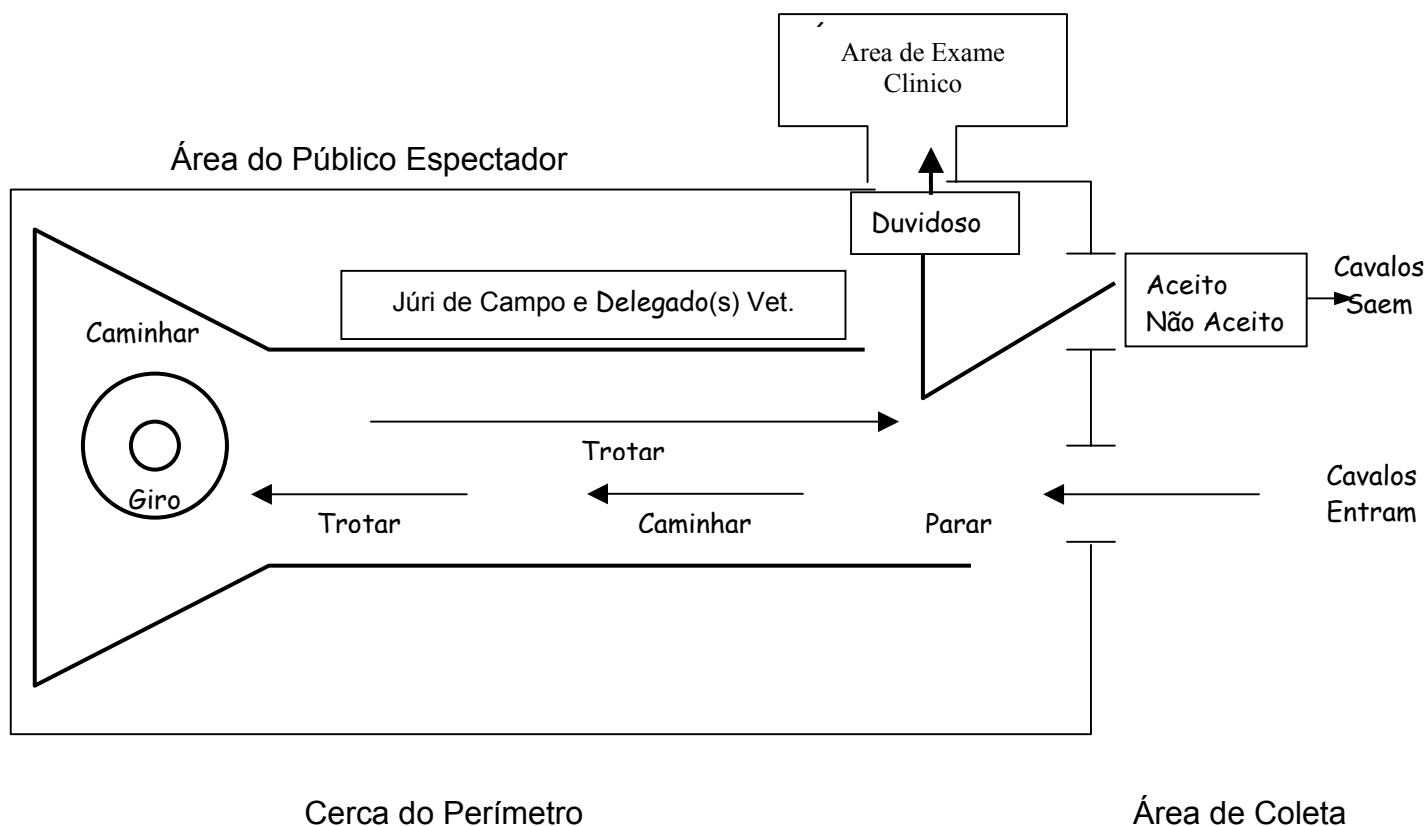 Área de Exame
Clinico
Área do Público Espectador
Duvidoso
Júri de Campo e Delegado(s) Vet.
Aceito
Não Aceito
Cavalos
Saem
Caminhar
Trotar
Giro
Trotar
Caminhar
Parar
Cavalos
Entram
Cerca do Perímetro
Área de Coleta